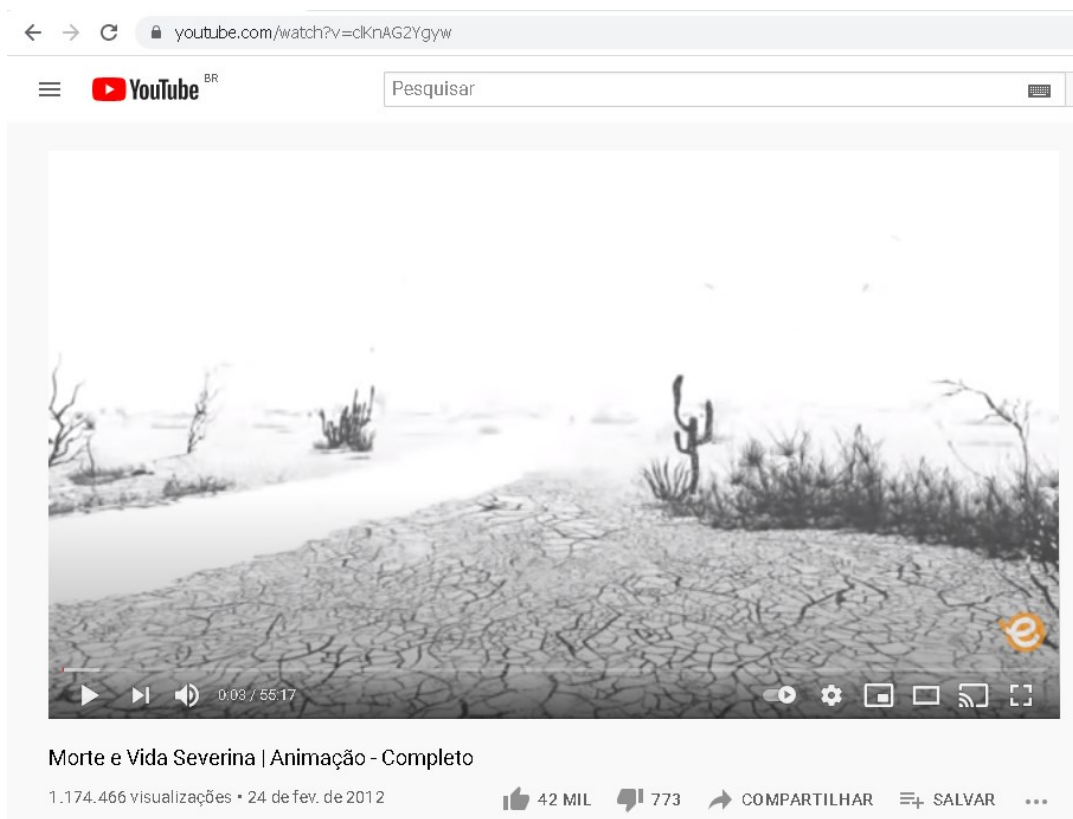 youtube.com/watch?v=clKnAG2Ygyw
YouTube BR
Pesquisar
0:03 / 55:17
Morte e Vida Severina | Animação - Completo
1.174.466 visualizações • 24 de fev. de 2012
42 MIL 773 COMPARTILHAR SALVAR